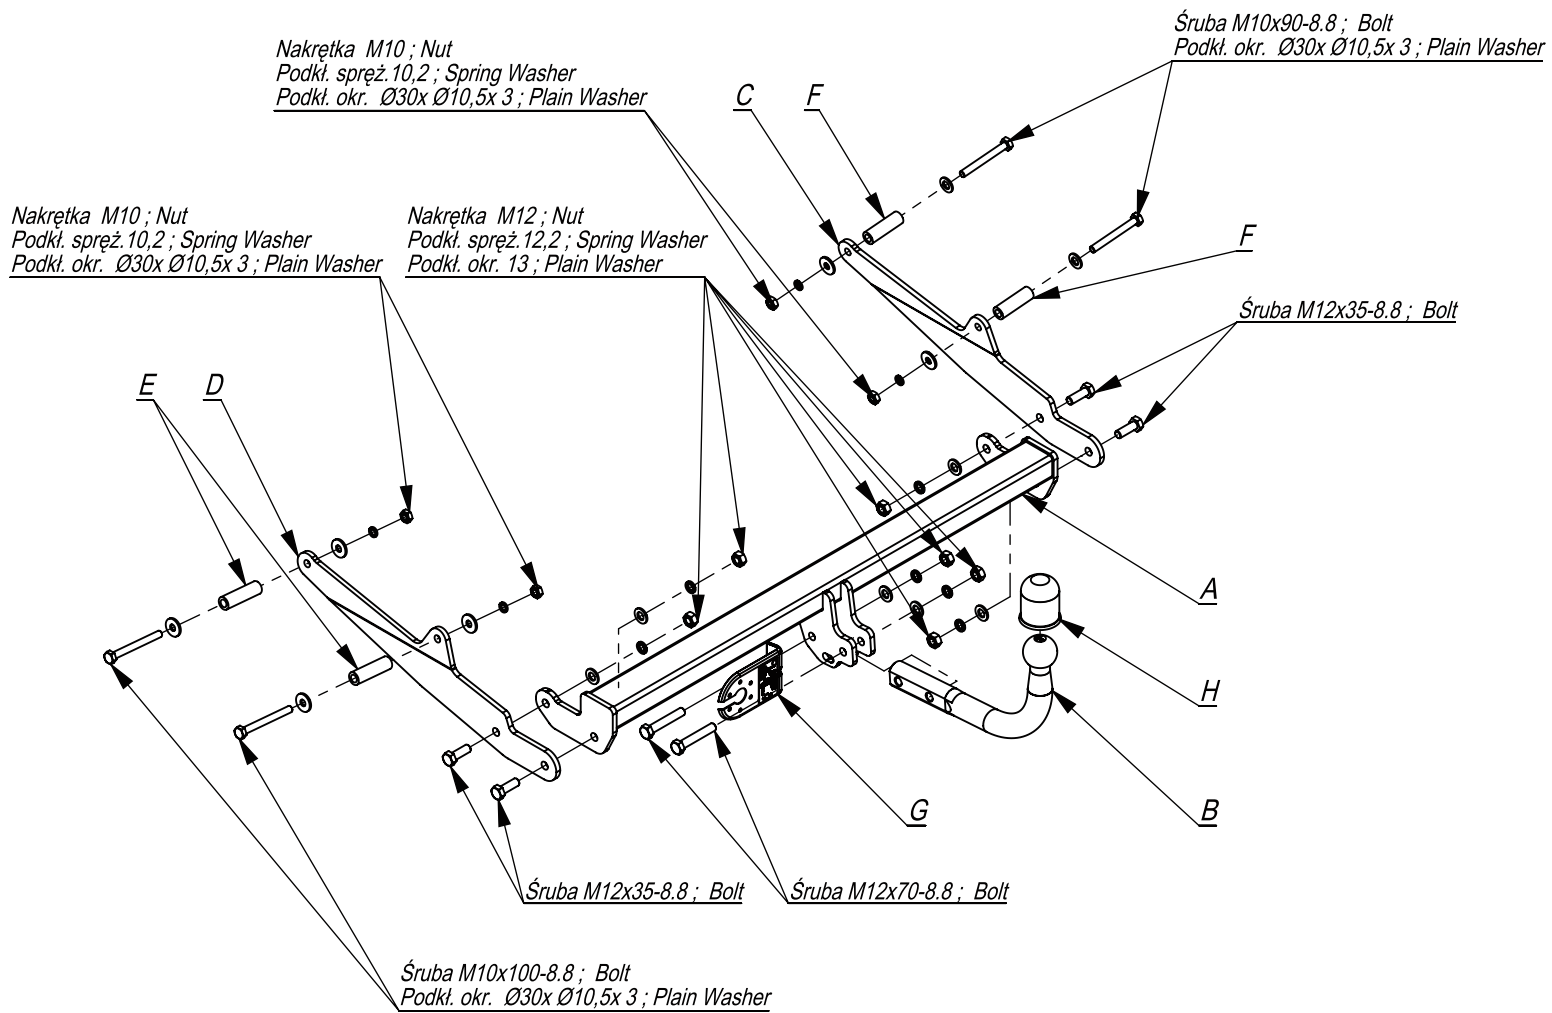 Śruba M10x90-8.8 ; Bolt
Podkł. okr. Ø30x Ø10,5x 3 ; Plain Washer
Nakrętka M10 ; Nut
Podkł. spręż.10,2 ; Spring Washer
Podkł. okr. Ø30x Ø10,5x 3 ; Plain Washer
C
F
Nakrętka M10 ; Nut
Podkł. spręż.10,2 ; Spring Washer
Podkł. okr. Ø30x Ø10,5x 3 ; Plain Washer
Nakrętka M12 ; Nut
Podkł. spręż.12,2 ; Spring Washer
Podkł. okr. 13 ; Plain Washer
F
Śruba M12x35-8.8 ; Bolt
E
D
A
H
G
B
Śruba M12x35-8.8 ; Bolt
Śruba M12x70-8.8 ; Bolt
Śruba M10x100-8.8 ; Bolt
Podkł. okr. Ø30x Ø10,5x 3 ; Plain Washer